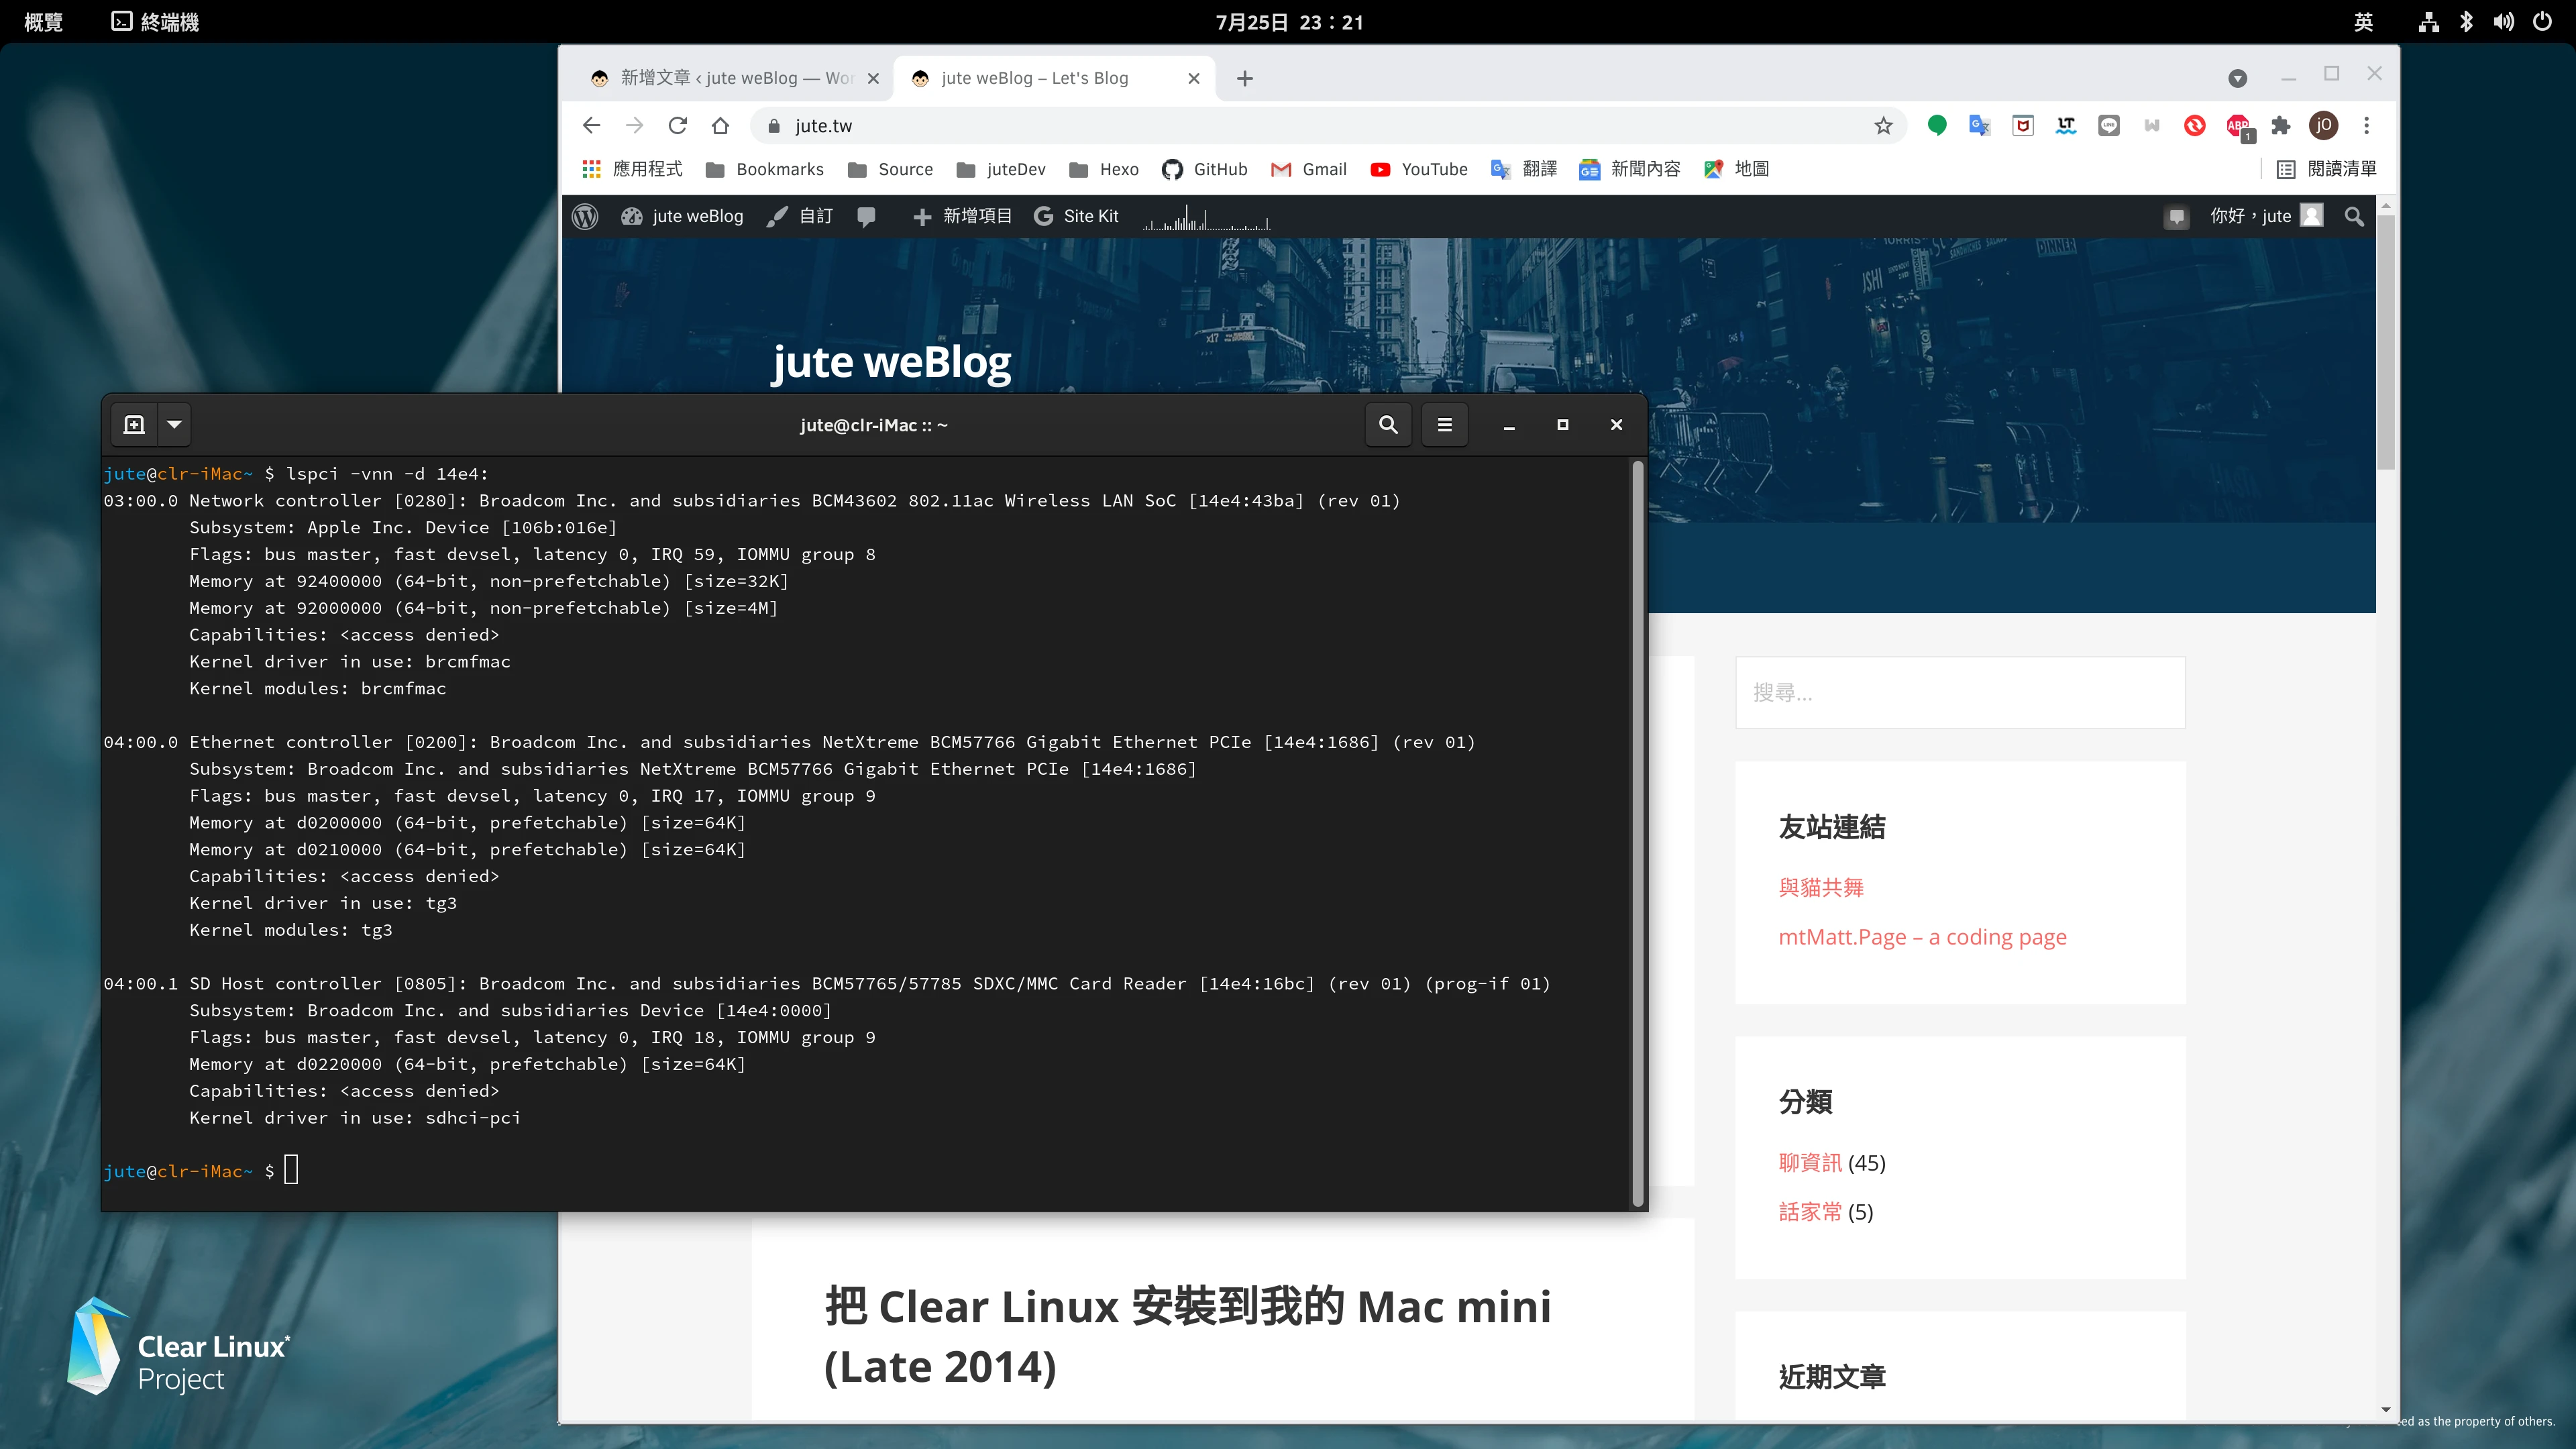 概覽 終端機 7月25日 23：21 英
新增文章 ‹ jute weBlog — Wor
jute weBlog – Let's Blog
jute.tw
LT LINE W ABP 1 jO
應用程式 Bookmarks Source juteDev Hexo GitHub Gmail YouTube 翻譯 新聞內容 地圖 閱讀清單
jute weBlog 自訂 新增項目 Site Kit 你好，jute
DINNER
X17
jute weBlog
jute@clr-iMac :: ~
jute@clr-iMac~ $ lspci -vnn -d 14e4:
03:00.0 Network controller [0280]: Broadcom Inc. and subsidiaries BCM43602 802.11ac Wireless LAN SoC [14e4:43ba] (rev 01)
Subsystem: Apple Inc. Device [106b:016e]
Flags: bus master, fast devsel, latency 0, IRQ 59, IOMMU group 8
Memory at 92400000 (64-bit, non-prefetchable) [size=32K]
Memory at 92000000 (64-bit, non-prefetchable) [size=4M]
Capabilities: <access denied>
Kernel driver in use: brcmfmac
Kernel modules: brcmfmac
04:00.0 Ethernet controller [0200]: Broadcom Inc. and subsidiaries NetXtreme BCM57766 Gigabit Ethernet PCIe [14e4:1686] (rev 01)
Subsystem: Broadcom Inc. and subsidiaries NetXtreme BCM57766 Gigabit Ethernet PCIe [14e4:1686]
Flags: bus master, fast devsel, latency 0, IRQ 17, IOMMU group 9
Memory at d0200000 (64-bit, prefetchable) [size=64K]
Memory at d0210000 (64-bit, prefetchable) [size=64K]
Capabilities: <access denied>
Kernel driver in use: tg3
Kernel modules: tg3
04:00.1 SD Host controller [0805]: Broadcom Inc. and subsidiaries BCM57765/57785 SDXC/MMC Card Reader [14e4:16bc] (rev 01) (prog-if 01)
Subsystem: Broadcom Inc. and subsidiaries Device [14e4:0000]
Flags: bus master, fast devsel, latency 0, IRQ 18, IOMMU group 9
Memory at d0220000 (64-bit, prefetchable) [size=64K]
Capabilities: <access denied>
Kernel driver in use: sdhci-pci
jute@clr-iMac~ $
搜尋...
友站連結
與貓共舞
mtMatt.Page – a coding page
分類
聊資訊 (45)
話家常 (5)
近期文章
把 Clear Linux 安裝到我的 Mac mini
(Late 2014)
Clear Linux*
Project
as the property of others.